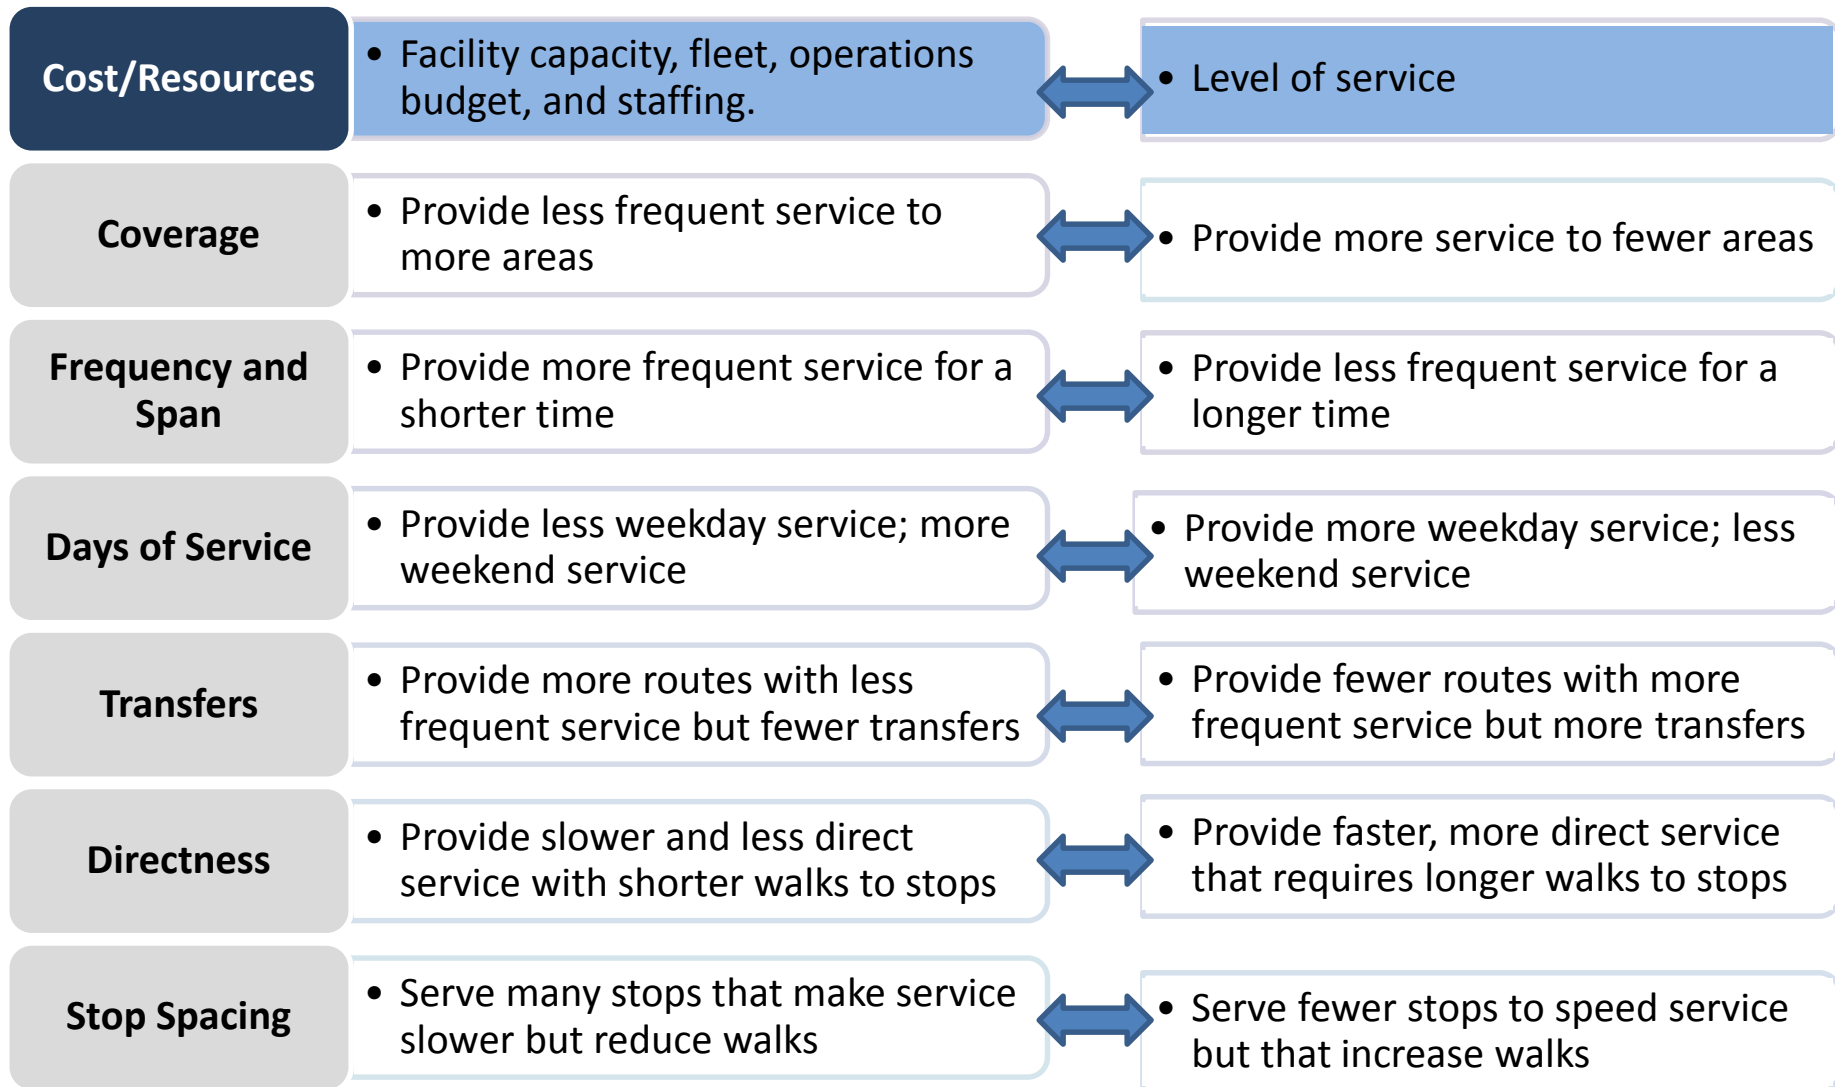 Cost/Resources
• Facility capacity, fleet, operations
budget, and staffing.
• Level of service
Coverage
• Provide less frequent service to
more areas
• Provide more service to fewer areas
Frequency and
Span
• Provide more frequent service for a
shorter time
• Provide less frequent service for a
longer time
Days of Service
• Provide less weekday service; more
weekend service
• Provide more weekday service; less
weekend service
Transfers
• Provide more routes with less
frequent service but fewer transfers
• Provide fewer routes with more
frequent service but more transfers
Directness
• Provide slower and less direct
service with shorter walks to stops
• Provide faster, more direct service
that requires longer walks to stops
Stop Spacing
• Serve many stops that make service
slower but reduce walks
• Serve fewer stops to speed service
but that increase walks